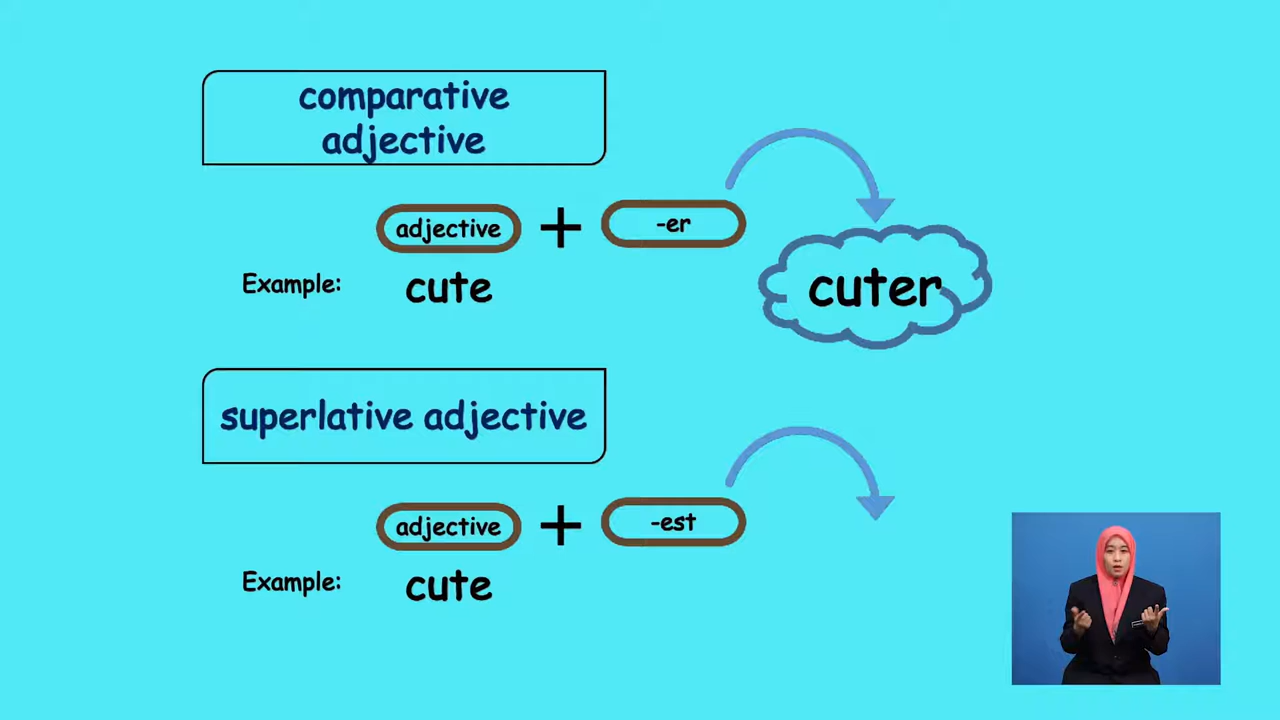 comparative
adjective
adjective + -er
Example: cute
cuter
superlative adjective
adjective + -est
Example: cute